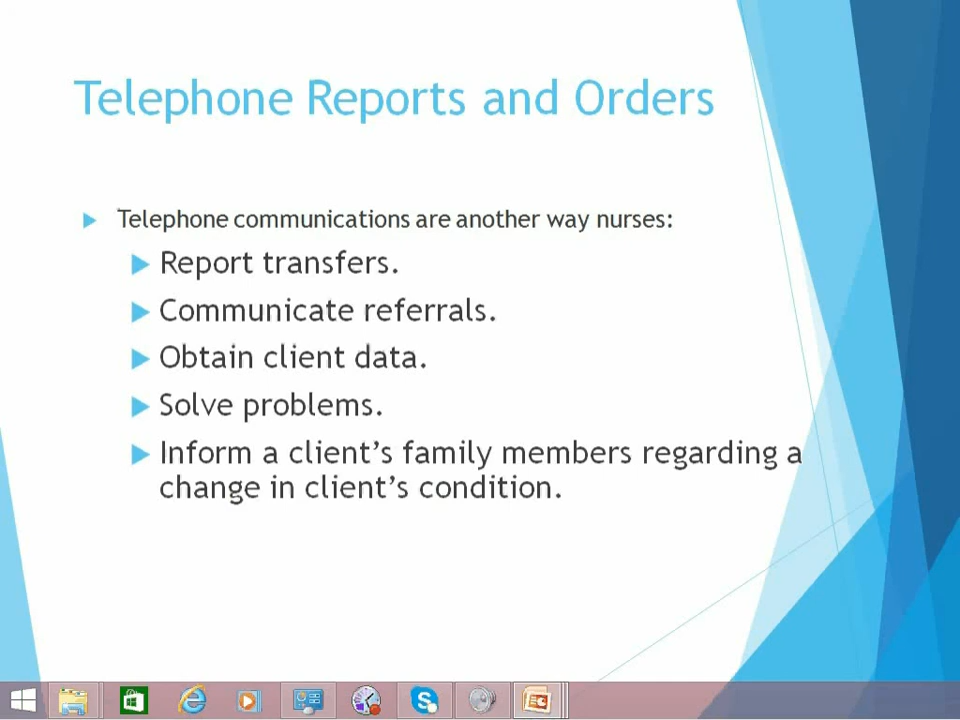 Telephone Reports and Orders
Telephone communications are another way nurses:
Report transfers.
Communicate referrals.
Obtain client data.
Solve problems.
Inform a client’s family members regarding a
change in client’s condition.